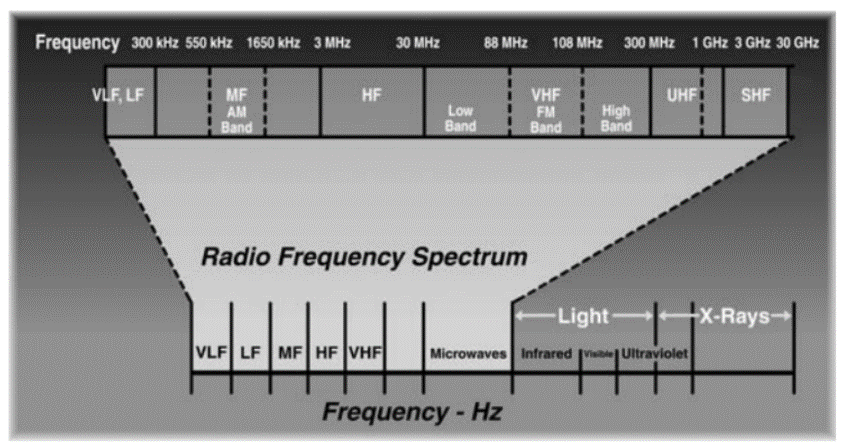 Frequency 300 kHz 550 kHz 1650 kHz 3 MHz 30 MHz 88 MHz 108 MHz 300 MHz 1 GHz 3 GHz 30 GHz
VLF, LF MF HF VHF UHF SHF
AM Low FM High
Band Band Band Band
Radio Frequency Spectrum
Light X-Rays
VLF LF MF HF VHF Microwaves Infrared Visible Ultraviolet
Frequency - Hz